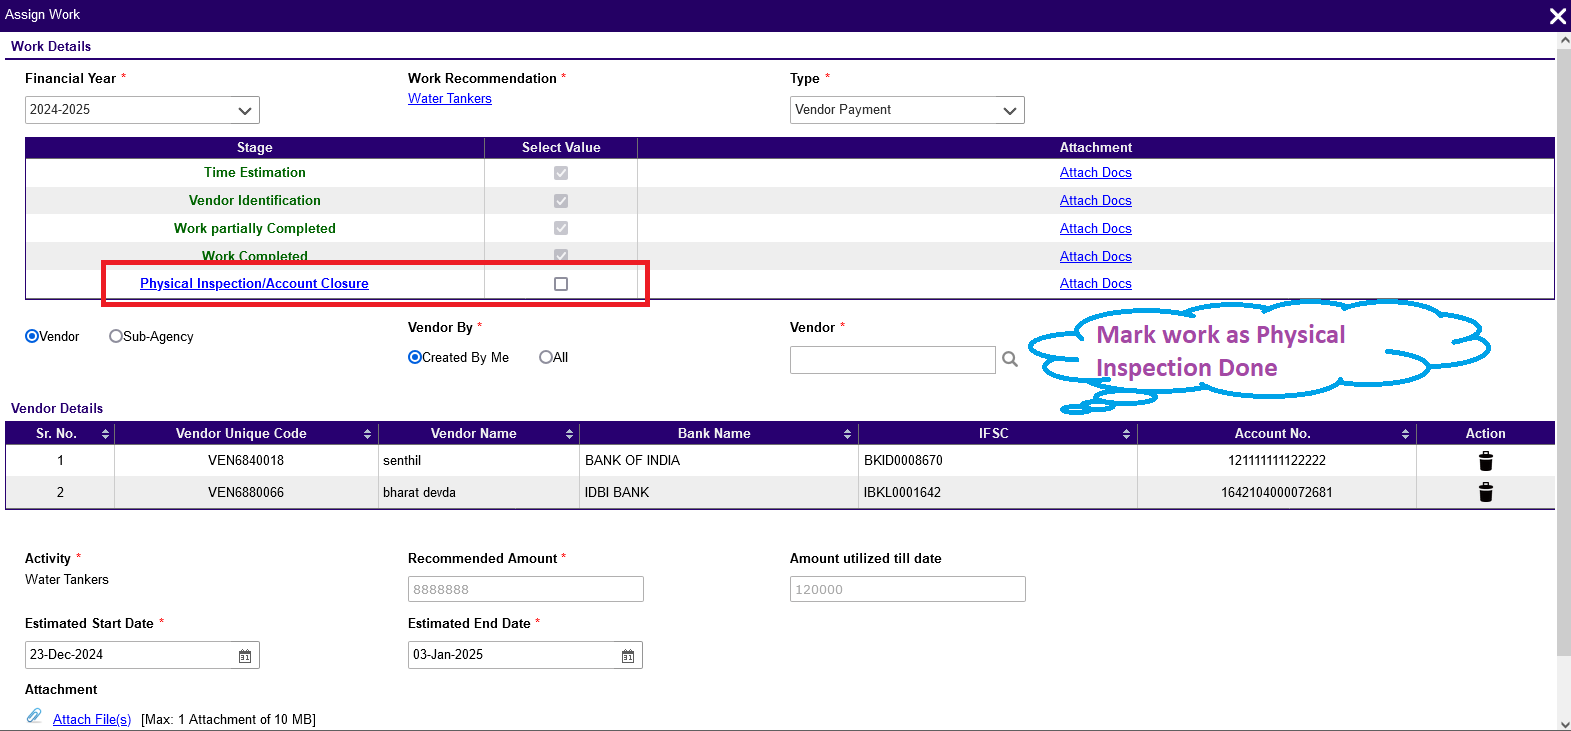 Assign Work
Work Details
Financial Year *
Work Recommendation *
Type *
2024-2025
Water Tankers
Vendor Payment
Stage Select Value Attachment
Time Estimation Attach Docs
Vendor Identification Attach Docs
Work partially Completed Attach Docs
Work Completed Attach Docs
Physical Inspection/Account Closure Attach Docs
Vendor Sub-Agency
Vendor By *
Created By Me All
Vendor *
Mark work as Physical
Inspection Done
Vendor Details
Sr. No. Vendor Unique Code Vendor Name Bank Name IFSC Account No. Action
1 VEN6840018 senthil BANK OF INDIA BKID0008670 121111111122222
2 VEN6880066 bharat devda IDBI BANK IBKL0001642 1642104000072681
Activity *
Water Tankers
Recommended Amount *
8888888
Amount utilized till date
120000
Estimated Start Date *
23-Dec-2024
Estimated End Date *
03-Jan-2025
Attachment
Attach File(s) [Max: 1 Attachment of 10 MB]